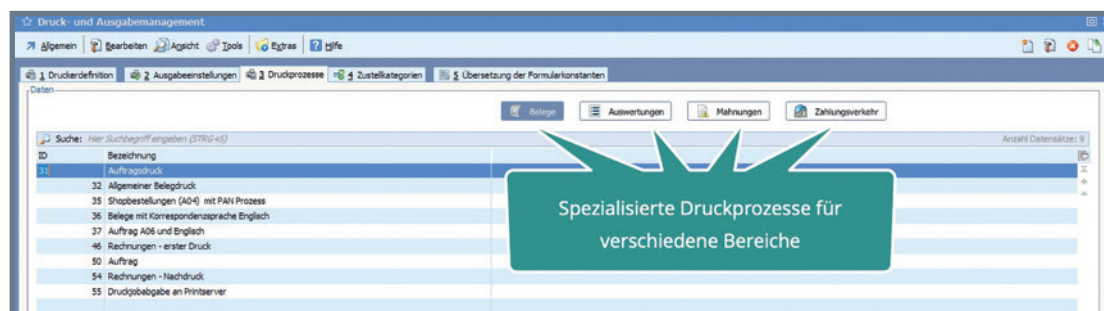 Druck- und Ausgabemanagement
Allgemein Bearbeiten Ansicht Tools Extras Hilfe
1 Druckerdefinition 2 Ausgabeeinstellungen 3 Druckprozesse 4 Zustellkategorien 5 Übersetzung der Formularkonstanten
Daten
Belege Auswertungen Mahnungen Zahlungsverkehr
Suche: Hier Suchbegriff eingeben (STRG+S) Anzahl Datensätze: 9
ID Bezeichnung
31 Auftragsdruck
32 Allgemeiner Belegdruck
35 Shopbestellungen (A04) mit PAN Prozess
36 Belege mit Korrespondenzsprache Englisch
37 Auftrag A06 und Englisch
46 Rechnungen - erster Druck
50 Auftrag
54 Rechnungen - Nachdruck
55 Druckjobabgabe an Printserver
Spezialisierte Druckprozesse für
verschiedene Bereiche